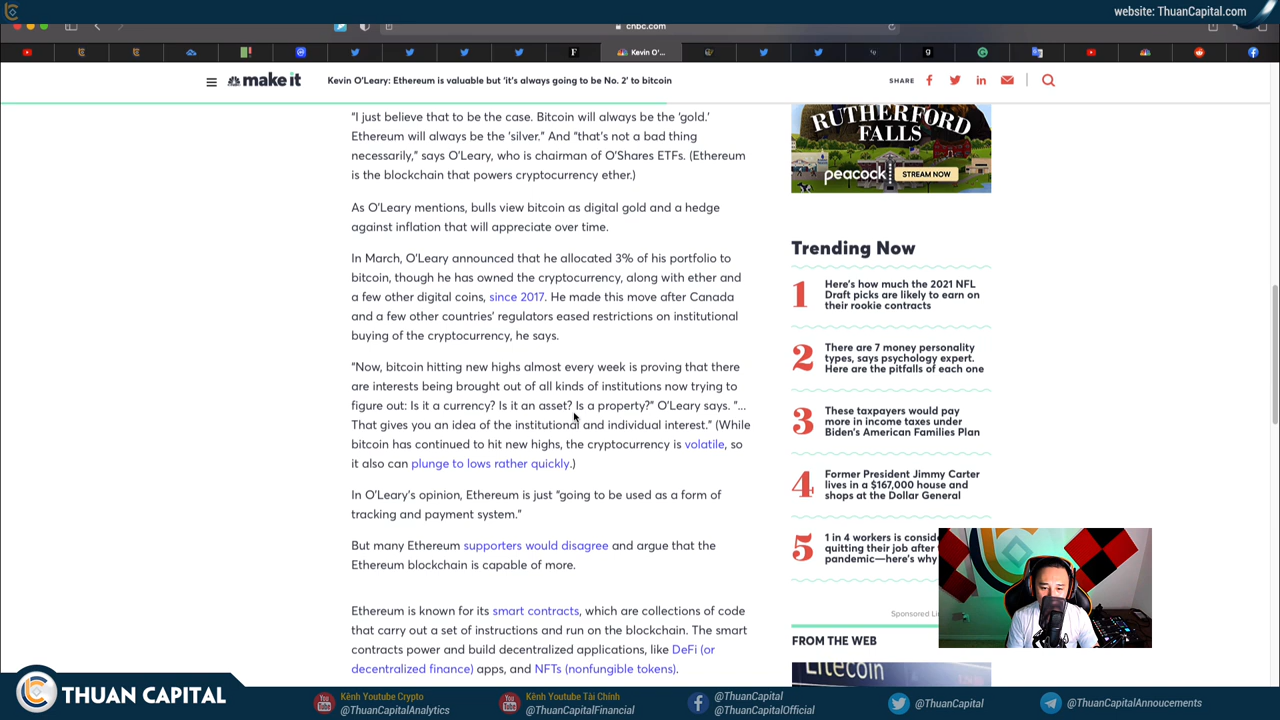 website: ThuanCapital.com
cnbc.com
Kevin O'...
make it
Kevin O'Leary: Ethereum is valuable but 'it's always going to be No. 2' to bitcoin
SHARE
"I just believe that to be the case. Bitcoin will always be the 'gold.'
Ethereum will always be the 'silver.'" And "that's not a bad thing
necessarily," says O'Leary, who is chairman of O'Shares ETFs. (Ethereum
is the blockchain that powers cryptocurrency ether.)
As O'Leary mentions, bulls view bitcoin as digital gold and a hedge
against inflation that will appreciate over time.
In March, O'Leary announced that he allocated 3% of his portfolio to
bitcoin, though he has owned the cryptocurrency, along with ether and
a few other digital coins, since 2017. He made this move after Canada
and a few other countries' regulators eased restrictions on institutional
buying of the cryptocurrency, he says.
"Now, bitcoin hitting new highs almost every week is proving that there
are interests being brought out of all kinds of institutions now trying to
figure out: Is it a currency? Is it an asset? Is a property?" O'Leary says. "...
That gives you an idea of the institutional and individual interest." (While
bitcoin has continued to hit new highs, the cryptocurrency is volatile, so
it also can plunge to lows rather quickly.)
In O'Leary's opinion, Ethereum is just "going to be used as a form of
tracking and payment system."
But many Ethereum supporters would disagree and argue that the
Ethereum blockchain is capable of more.
Ethereum is known for its smart contracts, which are collections of code
that carry out a set of instructions and run on the blockchain. The smart
contracts power and build decentralized applications, like DeFi (or
decentralized finance) apps, and NFTs (nonfungible tokens).
RUTHERFORD
FALLS
peacock
STREAM NOW
Trending Now
1
Here's how much the 2021 NFL
Draft picks are likely to earn on
their rookie contracts
2
There are 7 money personality
types, says psychology expert.
Here are the pitfalls of each one
3
These taxpayers would pay
more in income taxes under
Biden's American Families Plan
4
Former President Jimmy Carter
lives in a $167,000 house and
shops at the Dollar General
5
1 in 4 workers is conside
quitting their job after
pandemic—here's why
Sponsored Li
FROM THE WEB
Litecoin
THUAN CAPITAL
Kênh Youtube Crypto
@ThuanCapitalAnalytics
Kênh Youtube Tài Chính
@ThuanCapitalFinancial
@ThuanCapital
@ThuanCapitalOfficial
@ThuanCapital
@ThuanCapitalAnnoucements